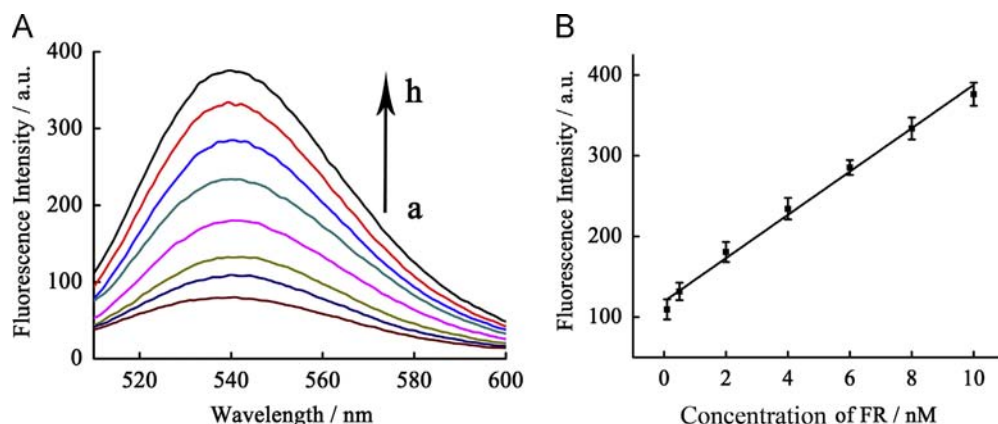 A
400
300
200
100
0
Fluorescence Intensity / a.u.
h
a
520 540 560 580 600
Wavelength / nm
B
400
300
200
100
Fluorescence Intensity / a.u.
0 2 4 6 8 10
Concentration of FR / nM